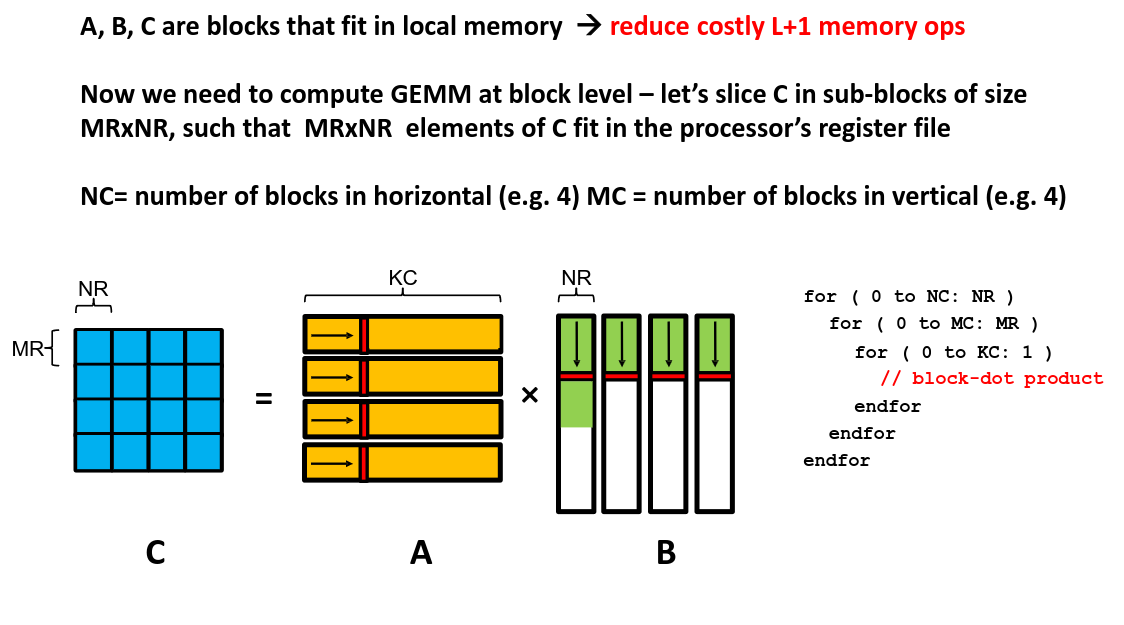 A, B, C are blocks that fit in local memory → reduce costly L+1 memory ops
Now we need to compute GEMM at block level – let's slice C in sub-blocks of size
MRxNR, such that MRxNR elements of C fit in the processor's register file
NC= number of blocks in horizontal (e.g. 4) MC = number of blocks in vertical (e.g. 4)
NR
MR
=
KC
×
NR
for ( 0 to NC: NR )
for ( 0 to MC: MR )
for ( 0 to KC: 1 )
// block-dot product
endfor
endfor
endfor
C
A
B